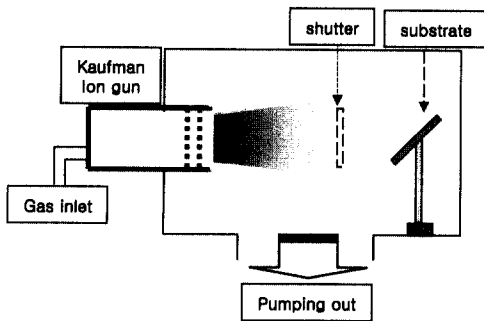 shutter
substrate
Kaufman
Ion gun
Gas inlet
Pumping out